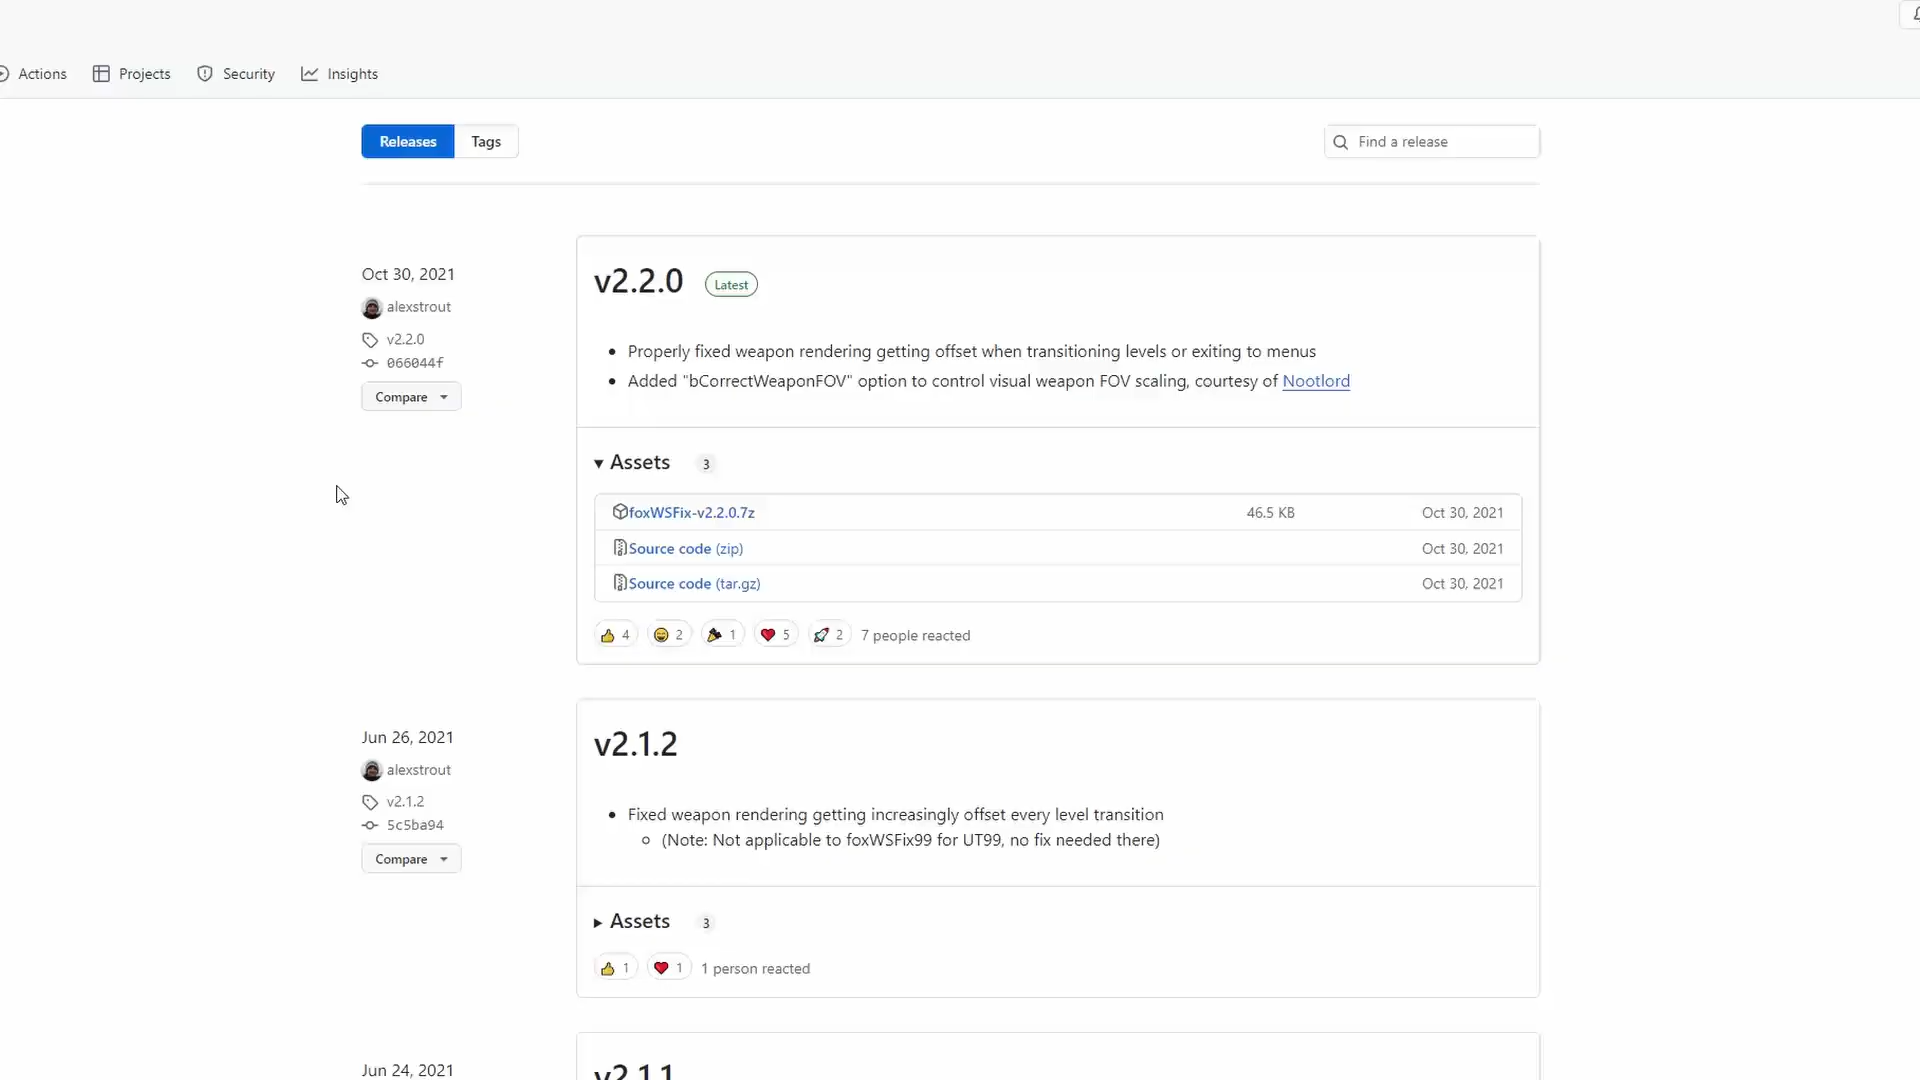 Actions Projects Security Insights
Releases Tags
Find a release
Oct 30, 2021
alexstrout
v2.2.0
066044f
Compare
v2.2.0 Latest
Properly fixed weapon rendering getting offset when transitioning levels or exiting to menus
Added "bCorrectWeaponFOV" option to control visual weapon FOV scaling, courtesy of Nootlord
Assets 3
foxWSFix-v2.2.0.7z 46.5 KB Oct 30, 2021
Source code (zip) Oct 30, 2021
Source code (tar.gz) Oct 30, 2021
4 2 1 5 2 7 people reacted
Jun 26, 2021
alexstrout
v2.1.2
5c5ba94
Compare
v2.1.2
Fixed weapon rendering getting increasingly offset every level transition
(Note: Not applicable to foxWSFix99 for UT99, no fix needed there)
Assets 3
1 1 1 person reacted
Jun 24, 2021
v2.1.1